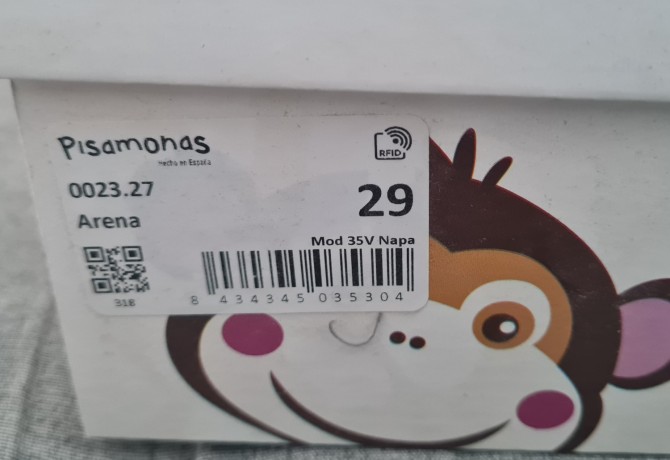 Pisamonas
Hecho en España
RFID
0023.27
29
Arena
Mod 35V Napa
318
8 434345 035304